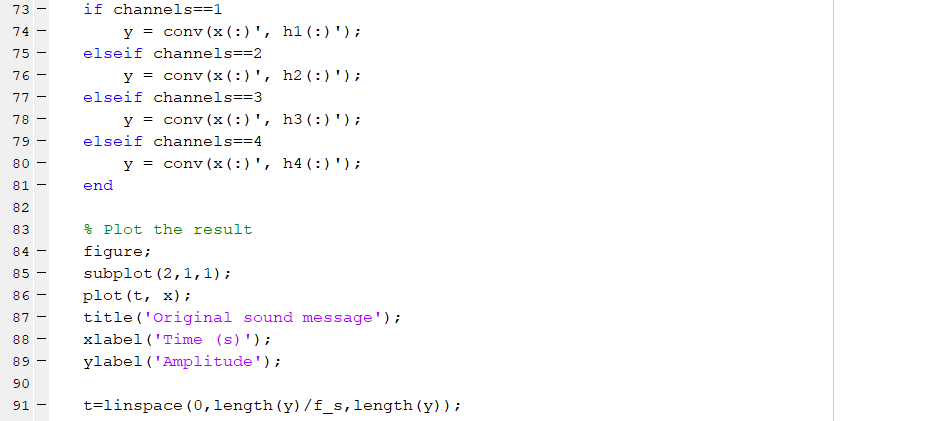 73 – if channels==1
74 – y = conv(x(:)', h1(:)');
75 – elseif channels==2
76 – y = conv(x(:)', h2(:)');
77 – elseif channels==3
78 – y = conv(x(:)', h3(:)');
79 – elseif channels==4
80 – y = conv(x(:)', h4(:)');
81 – end
82
83 % Plot the result
84 – figure;
85 – subplot(2,1,1);
86 – plot(t, x);
87 – title('Original sound message');
88 – xlabel('Time (s)');
89 – ylabel('Amplitude');
90
91 – t=linspace(0,length(y)/f_s,length(y));